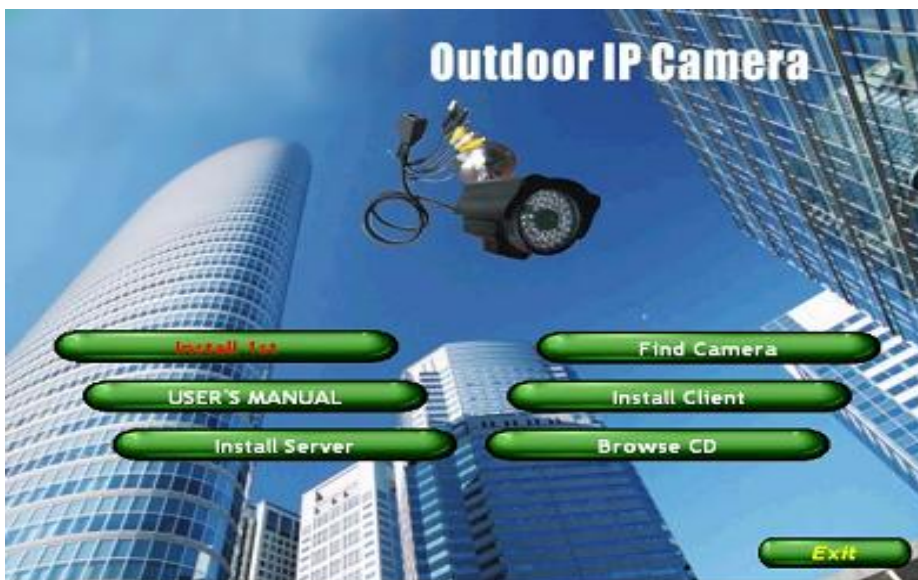 Outdoor IP Camera
Install 1st
Find Camera
USER'S MANUAL
Install Client
Install Server
Browse CD
Exit